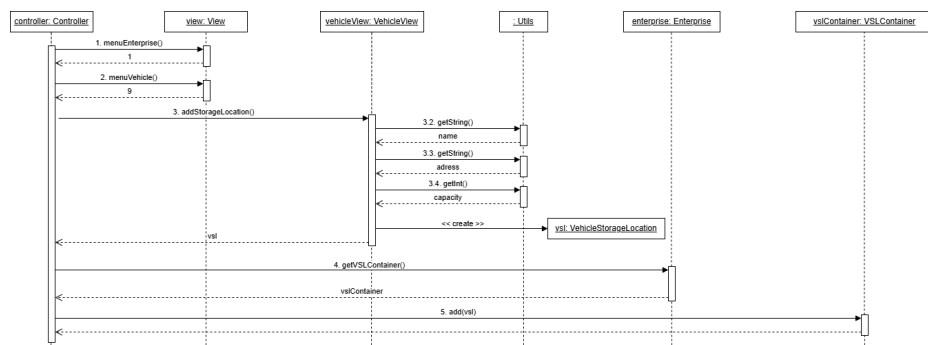 controller: Controller
view: View
vehicleView: VehicleView
: Utils
enterprise: Enterprise
vslContainer: VSLContainer
1. menuEnterprise()
1
2. menuVehicle()
9
3. addStorageLocation()
3.2. getString()
name
3.3. getString()
adress
3.4. getInt()
capacity
<< create >>
vsl: VehicleStorageLocation
vsl
4. getVSLContainer()
vslContainer
5. add(vsl)